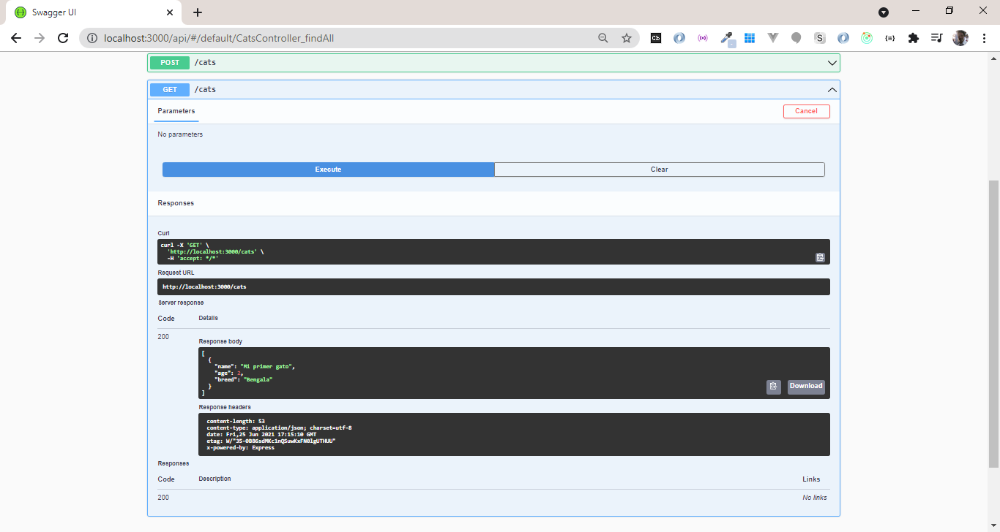 Swagger UI
localhost:3000/api/#/default/CatsController_findAll
POST /cats
GET /cats
Parameters
Cancel
No parameters
Execute
Clear
Responses
Curl
curl -X 'GET' \
'http://localhost:3000/cats' \
-H 'accept: */*'
Request URL
http://localhost:3000/cats
Server response
Code Details
200
Response body
[
{
"name": "Mi primer gato",
"age": 2,
"breed": "Bengala"
}
]
Download
Response headers
content-length: 53
content-type: application/json; charset=utf-8
date: Fri,25 Jun 2021 17:15:10 GMT
etag: W/"35-0B86sdMKc1nQSuwKxFN0lgUTHUU"
x-powered-by: Express
Responses
Code Description Links
200 No links